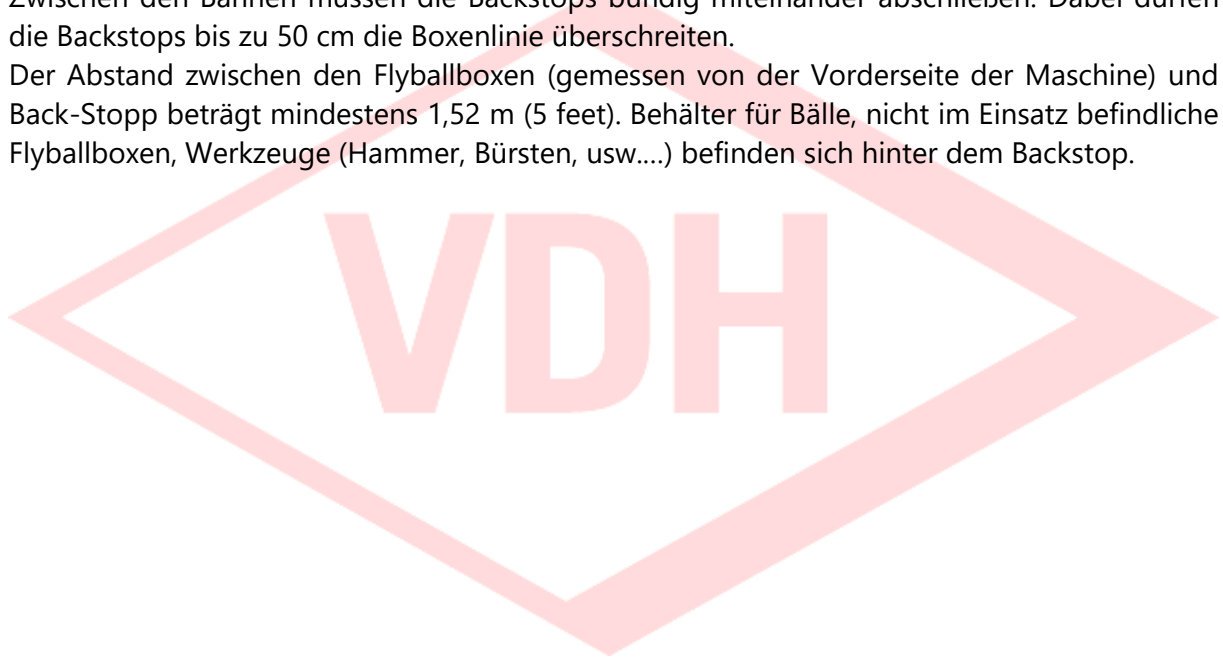 Zwischen den Bahnen müssen die Backstops bündig miteinander abschließen. Dabei dürfen
die Backstops bis zu 50 cm die Boxenlinie überschreiten.
Der Abstand zwischen den Flyballboxen (gemessen von der Vorderseite der Maschine) und
Back-Stopp beträgt mindestens 1,52 m (5 feet). Behälter für Bälle, nicht im Einsatz befindliche
Flyballboxen, Werkzeuge (Hammer, Bürsten, usw....) befinden sich hinter dem Backstop.
VDH